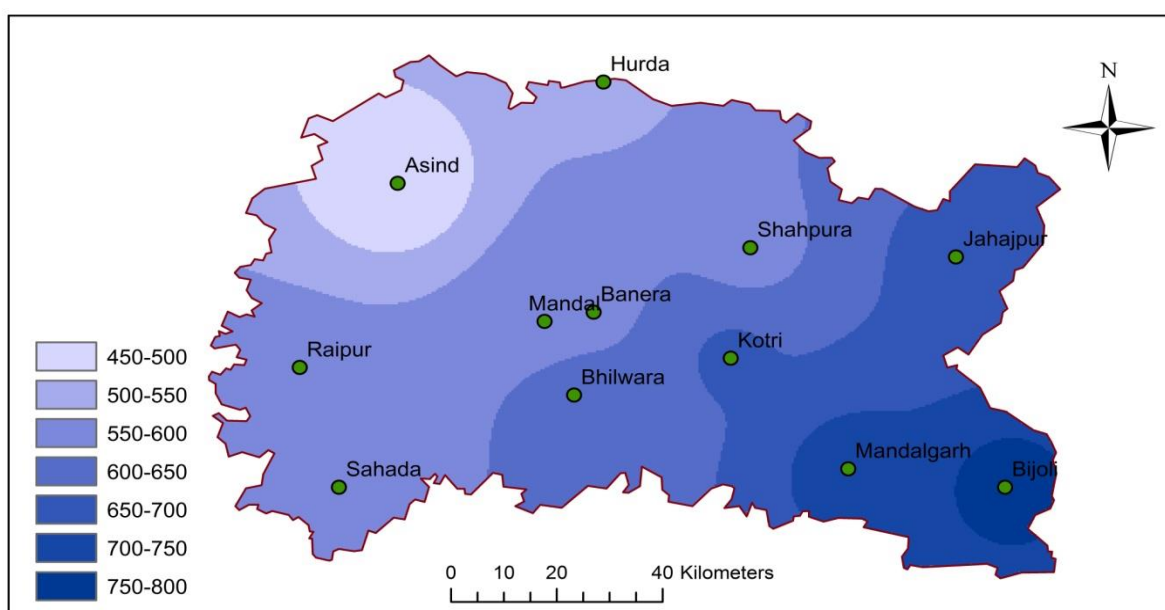 Hurda
N
Asind
Shahpura
Jahajpur
Banera
Mandal
Kotri
Raipur
Bhilwara
Mandalgarh
Bijoli
Sahada
450-500
500-550
550-600
600-650
650-700
700-750
750-800
0 10 20 40 Kilometers